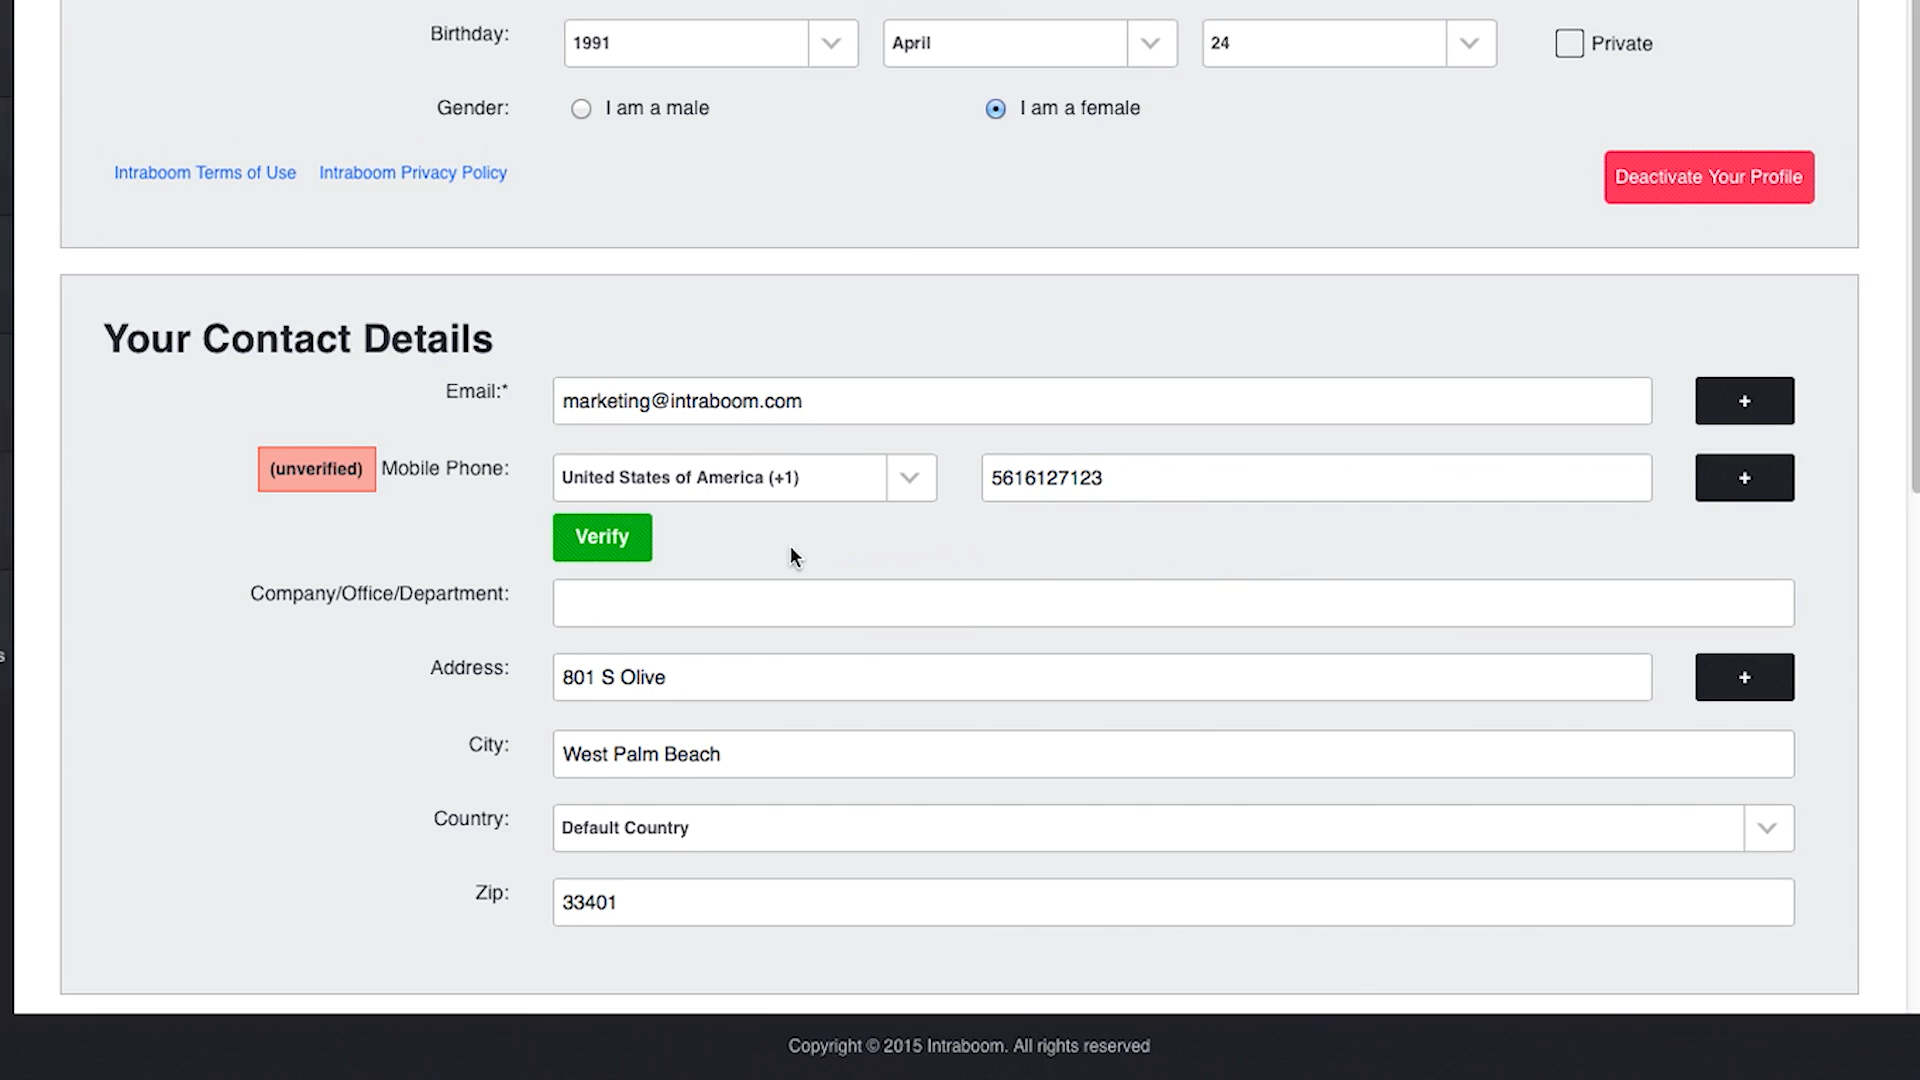 Birthday: 1991 April 24 Private
Gender: I am a male I am a female
Intraboom Terms of Use Intraboom Privacy Policy Deactivate Your Profile
Your Contact Details
Email:* marketing@intraboom.com +
(unverified) Mobile Phone: United States of America (+1) 5616127123 +
Verify
Company/Office/Department:
s
Address: 801 S Olive +
City: West Palm Beach
Country: Default Country
Zip: 33401
Copyright © 2015 Intraboom. All rights reserved